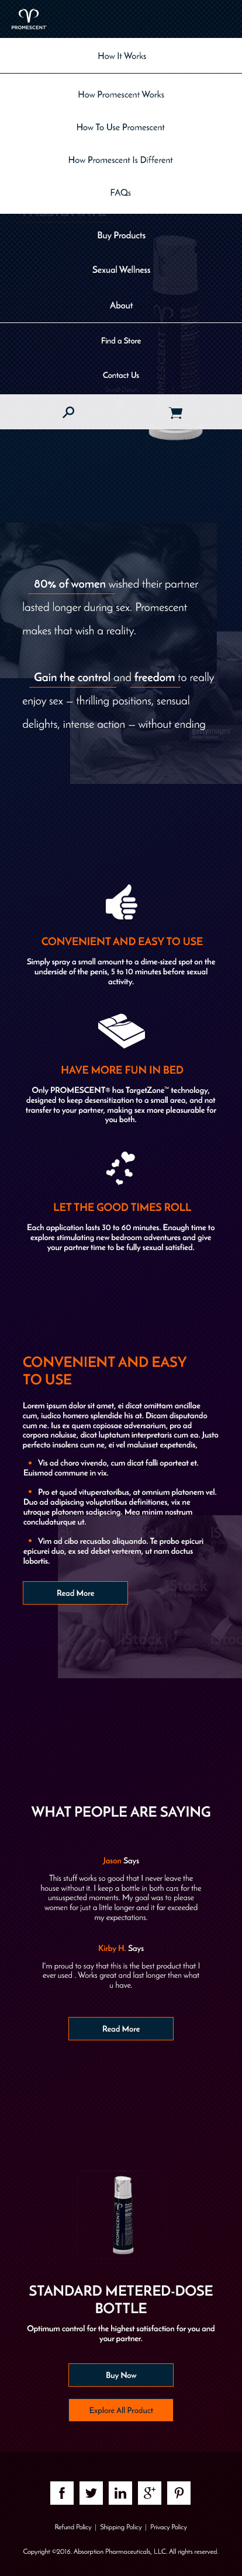 PROMESCENT
How It Works
How Promescent Works
How To Use Promescent
How Promescent Is Different
FAQs
Buy Products
Sexual Wellness
About
Find a Store
Contact Us
80% of women wished their partner
lasted longer during sex. Promescent
makes that wish a reality.
Gain the control and freedom to really
enjoy sex – thrilling positions, sensual
delights, intense action – without ending
CONVENIENT AND EASY TO USE
Simply spray a small amount to a dime-sized spot on the
underside of the penis, 5 to 10 minutes before sexual
activity.
HAVE MORE FUN IN BED
Only PROMESCENT® has TargetZone™ technology,
designed to keep desensitization to a small area, and not
transfer to your partner, making sex more pleasurable for
you both.
LET THE GOOD TIMES ROLL
Each application lasts 30 to 60 minutes. Enough time to
explore stimulating new bedroom adventures and give
your partner time to be fully sexual satisfied.
CONVENIENT AND EASY
TO USE
Lorem ipsum dolor sit amet, ei dicat omittam ancillae
cum, iudico homero splendide his at. Dicam disputando
cum ne. Ius ex quem copiosae adversarium, pro ad
corpora noluisse, dicat luptatum interpretaris cum ea. Justo
perfecto insolens cum ne, ei vel maluisset expetendis,
• Vis ad choro vivendo, cum dicat falli oporteat et.
Euismod commune in vix.
• Pro et quod vituperatoribus, at omnium platonem vel.
Duo ad adipiscing voluptatibus definitiones, vix ne
utroque platonem sadipscing. Mea minim nostrum
concludaturque ut.
• Vim ad cibo recusabo aliquando. Te probo epicuri
epicurei duo, ex sed debet verterem, ut nam doctus
lobortis.
iStock
iStock
Read More
WHAT PEOPLE ARE SAYING
Jason Says
This stuff works so good that I never leave the
house without it. I keep a bottle in both cars for the
unsuspected moments. My goal was to please
women for just a little longer and it far exceeded
my expectations.
Kirby H. Says
I'm proud to say that this is the best product that I
ever used . Works great and last longer then what
u have.
Read More
PROMESCENT
STANDARD METERED-DOSE
BOTTLE
Optimum control for the highest satisfaction for you and
your partner.
Buy Now
Explore All Product
Refund Policy | Shipping Policy | Privacy Policy
Copyright ©2016. Absorption Pharmaceuticals, LLC. All rights reserved.